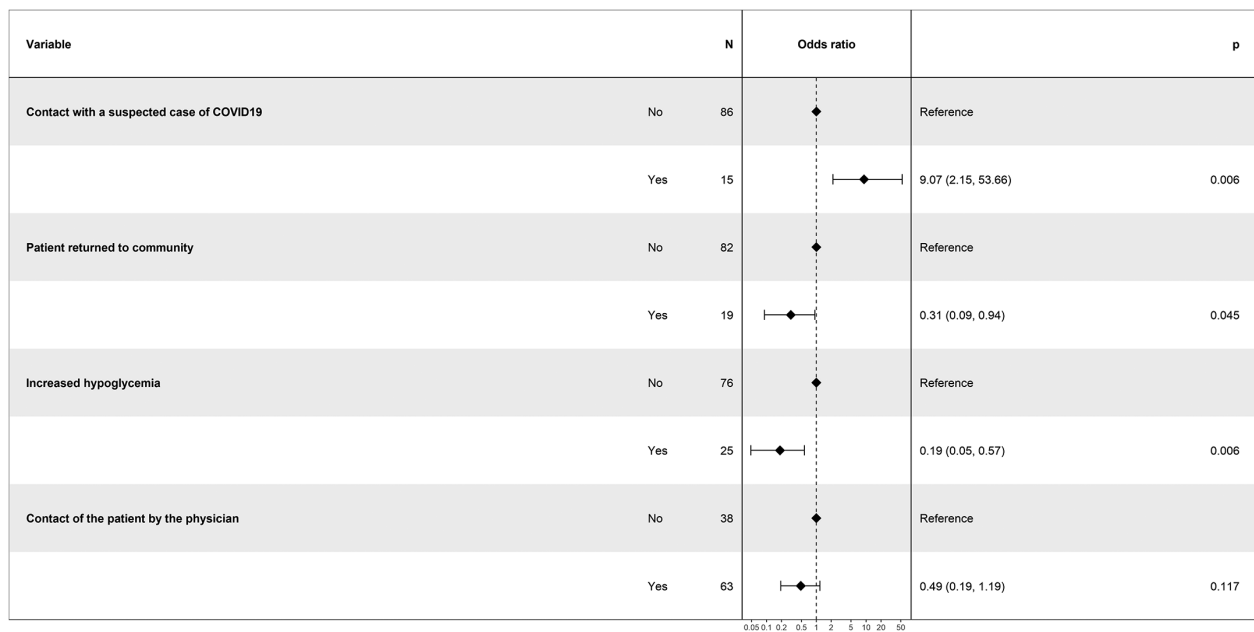 Variable N Odds ratio p
Contact with a suspected case of COVID19 No 86 Reference
Yes 15 9.07 (2.15, 53.66) 0.006
Patient returned to community No 82 Reference
Yes 19 0.31 (0.09, 0.94) 0.045
Increased hypoglycemia No 76 Reference
Yes 25 0.19 (0.05, 0.57) 0.006
Contact of the patient by the physician No 38 Reference
Yes 63 0.49 (0.19, 1.19) 0.117
0.05 0.1 0.2 0.5 1 2 5 10 20 50